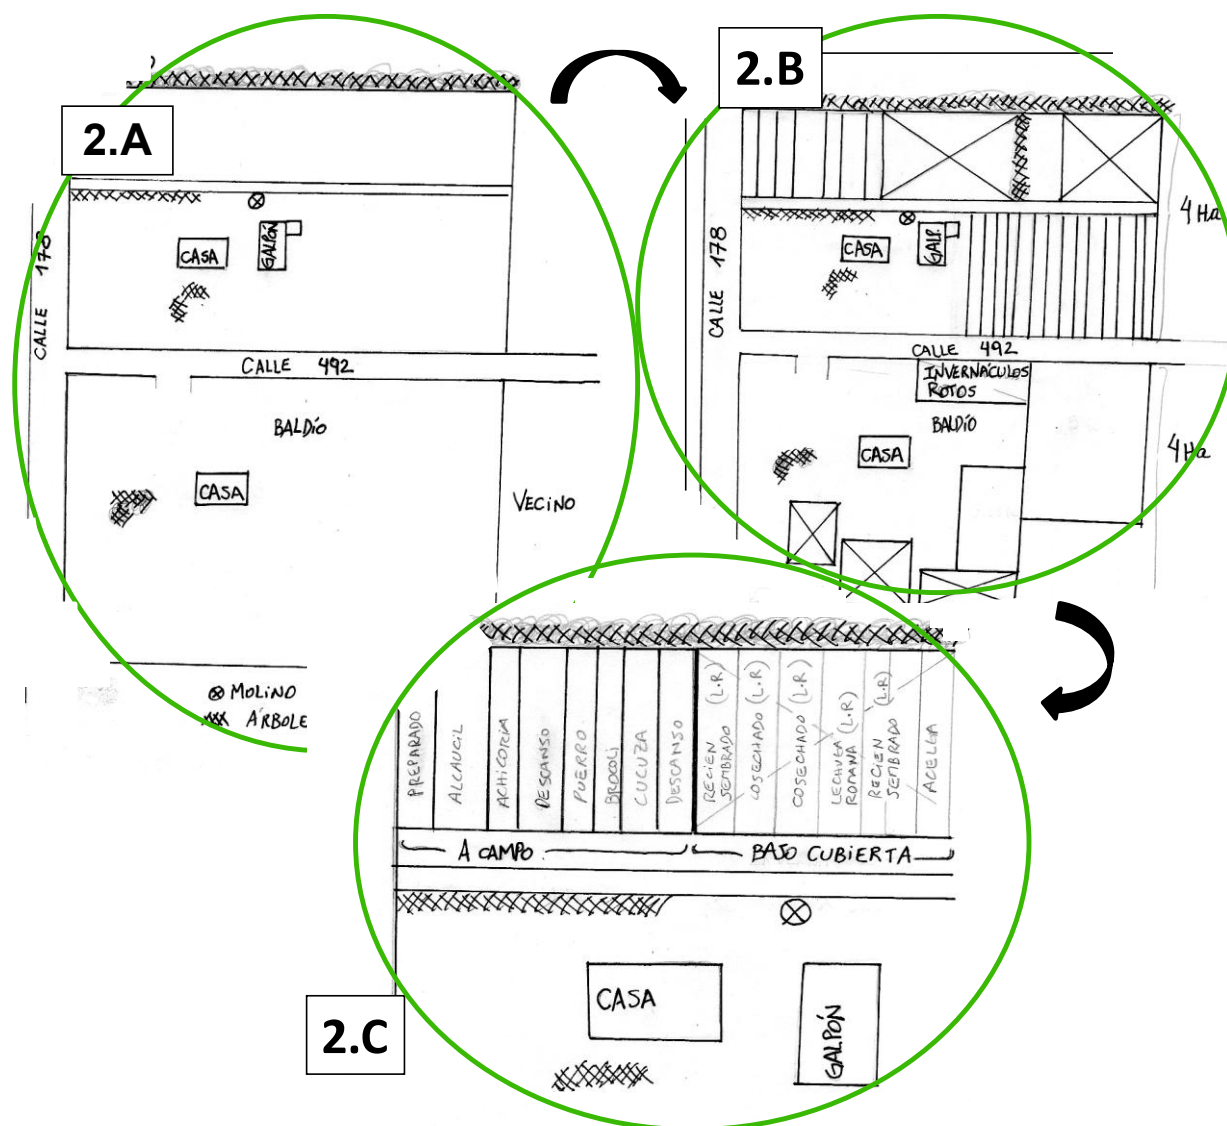 2.A
CALLE 178
CASA
GALPÓN
CALLE 492
BALDÍO
CASA
VECINO
MOLINO
ÁRBOLE
2.B
CALLE 178
CASA
GALP.
4 Ha
CALLE 492
INVERNÁCULOS
ROTOS
BALDÍO
CASA
4 Ha
2.C
PREPARADO
ALCAUCIL
ACHICORIA
DESCANSO
PUERRO
BROCOLI
CUCUZA
DESCANSO
RECIEN
SEMBRADO (L.R)
COSECHADO (L.R)
COSECHADO (L.R)
LECHUGA
ROMANA (L.R)
RECIEN
SEMBRADO (L.R)
ACELGA
A CAMPO
BAJO CUBIERTA
CASA
GALPÓN